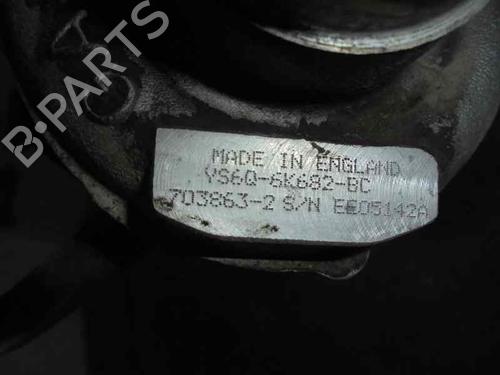 B-PARTS
MADE IN ENGLAND
YS6Q-6K682-BC
703863-2 S/N EE05142A